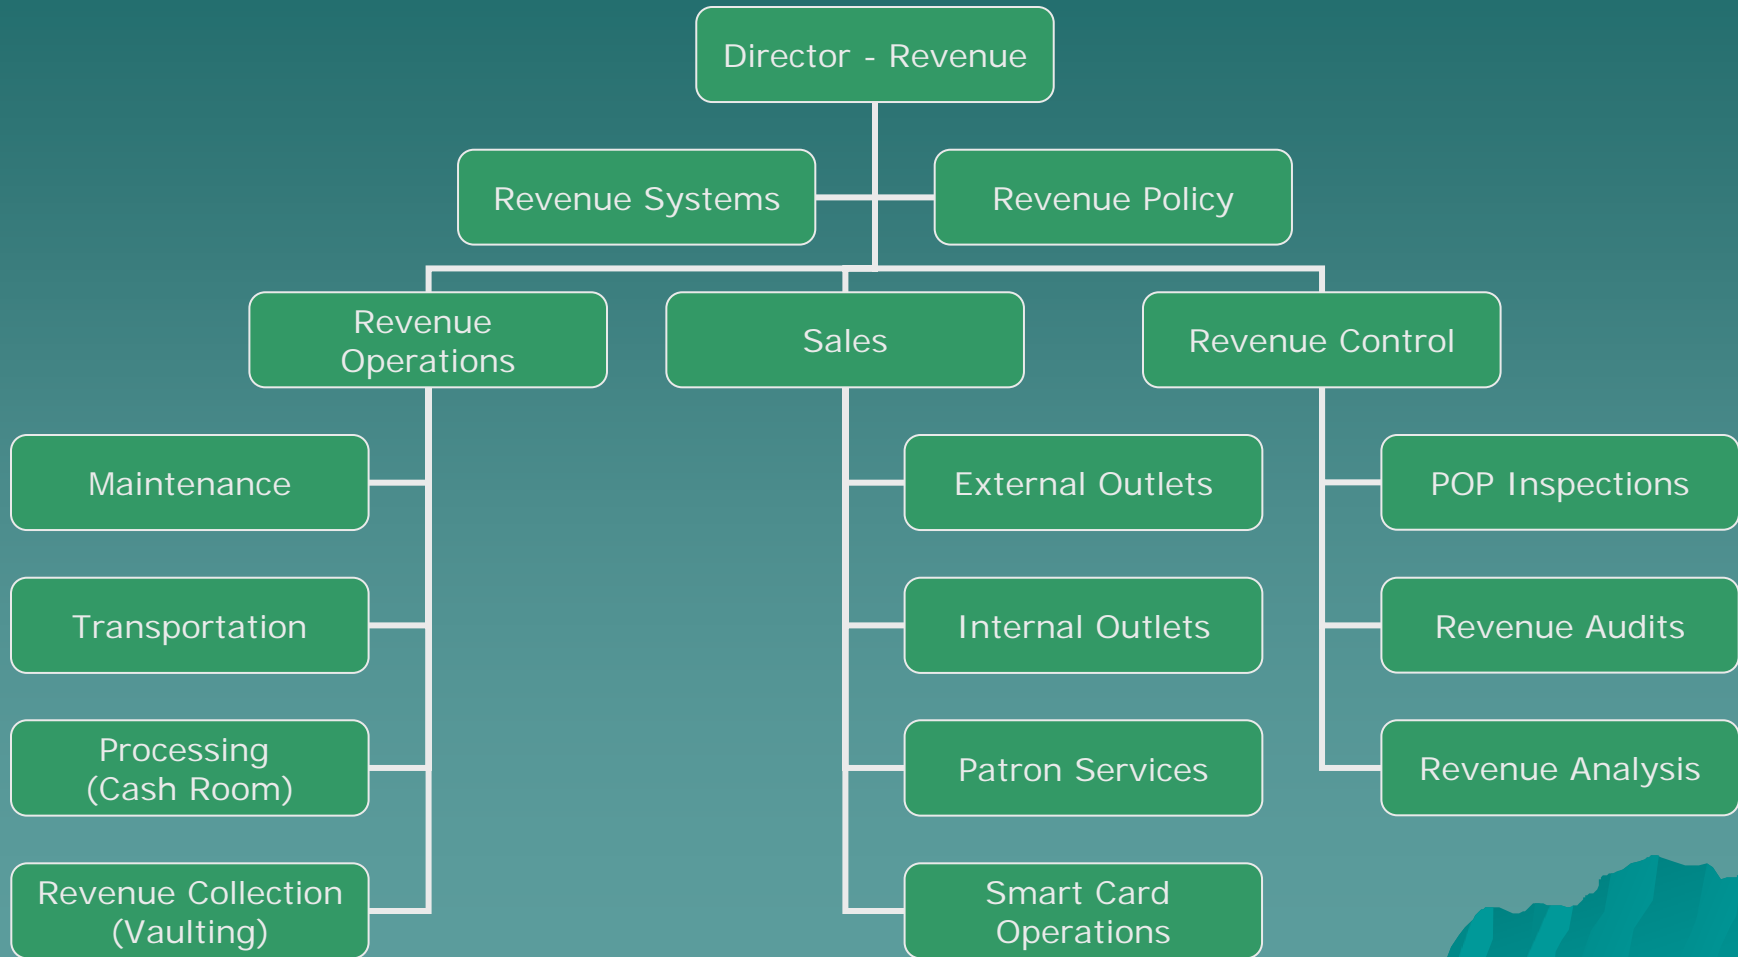 Director - Revenue
Revenue Systems
Revenue Policy
Revenue
Operations
Sales
Revenue Control
Maintenance
External Outlets
POP Inspections
Transportation
Internal Outlets
Revenue Audits
Processing
(Cash Room)
Patron Services
Revenue Analysis
Revenue Collection
(Vaulting)
Smart Card
Operations